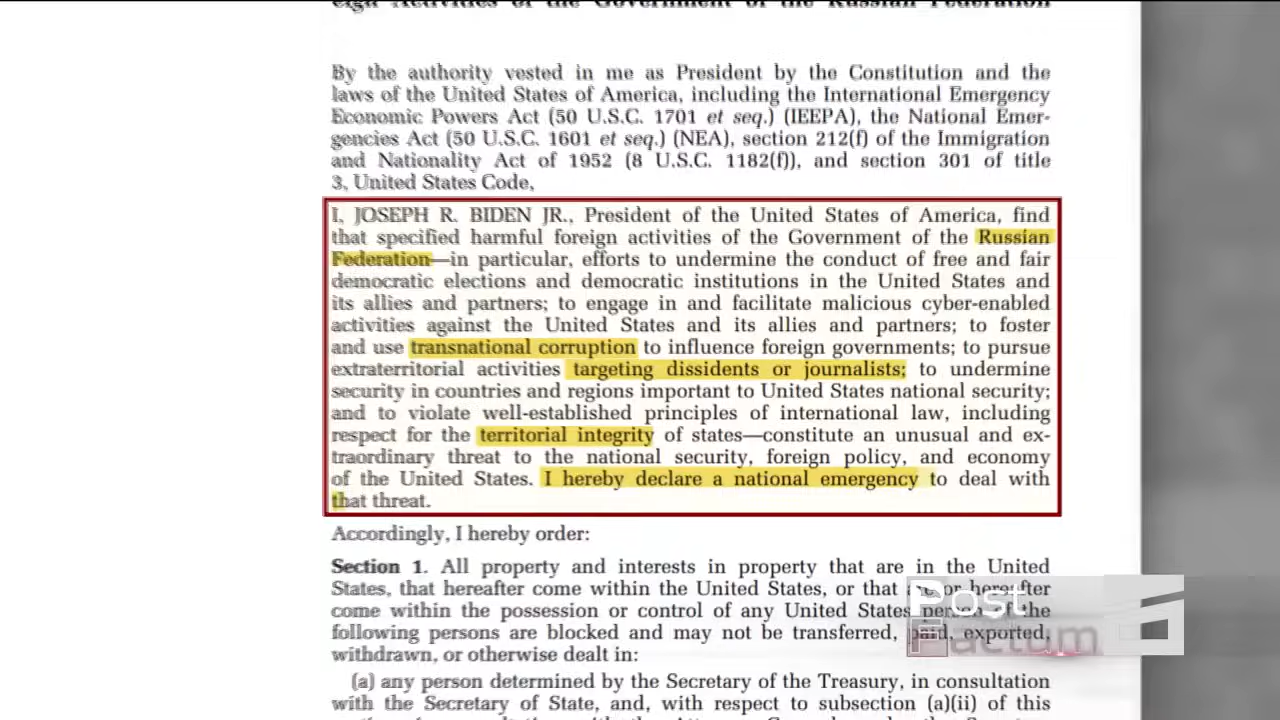 eign Activities of the Government of the Russian Federation
By the authority vested in me as President by the Constitution and the
laws of the United States of America, including the International Emergency
Economic Powers Act (50 U.S.C. 1701 et seq.) (IEEPA), the National Emer-
gencies Act (50 U.S.C. 1601 et seq.) (NEA), section 212(f) of the Immigration
and Nationality Act of 1952 (8 U.S.C. 1182(f)), and section 301 of title
3, United States Code,
I, JOSEPH R. BIDEN JR., President of the United States of America, find
that specified harmful foreign activities of the Government of the Russian
Federation—in particular, efforts to undermine the conduct of free and fair
democratic elections and democratic institutions in the United States and
its allies and partners; to engage in and facilitate malicious cyber-enabled
activities against the United States and its allies and partners; to foster
and use transnational corruption to influence foreign governments; to pursue
extraterritorial activities targeting dissidents or journalists; to undermine
security in countries and regions important to United States national security;
and to violate well-established principles of international law, including
respect for the territorial integrity of states—constitute an unusual and ex-
traordinary threat to the national security, foreign policy, and economy
of the United States. I hereby declare a national emergency to deal with
that threat.
Accordingly, I hereby order:
Section 1. All property and interests in property that are in the United
States, that hereafter come within the United States, or that are or hereafter
come within the possession or control of any United States person of the
following persons are blocked and may not be transferred, paid, exported,
withdrawn, or otherwise dealt in:
(a) any person determined by the Secretary of the Treasury, in consultation
with the Secretary of State, and, with respect to subsection (a)(ii) of this
Post
Factum